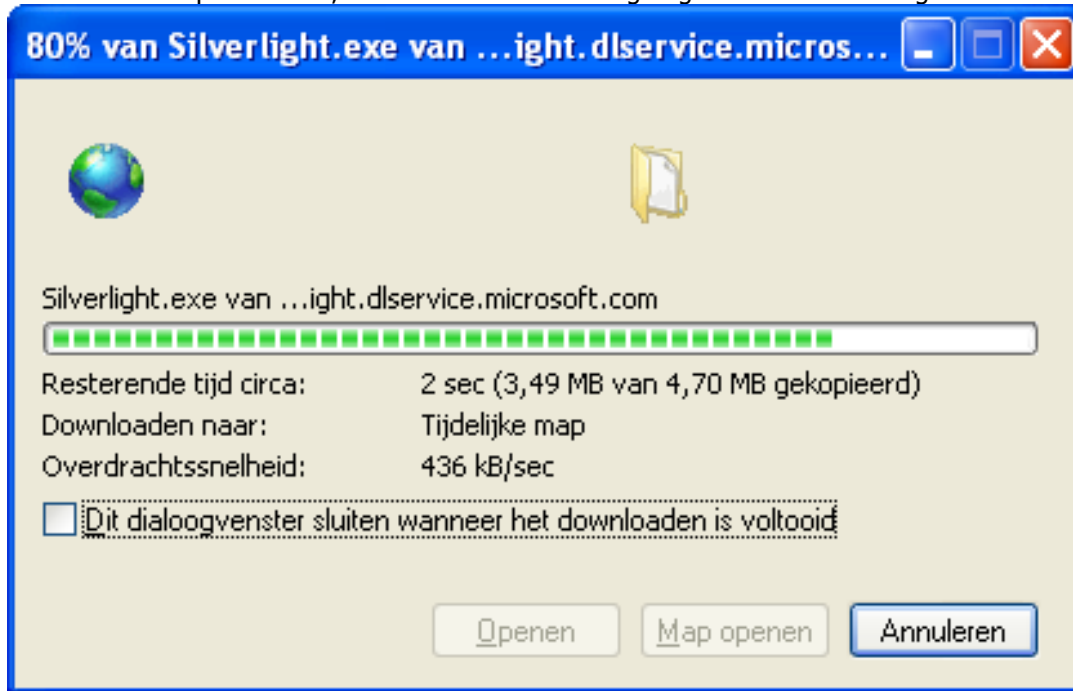 80% van Silverlight.exe van ...ight.dlservice.micros...
Silverlight.exe van ...ight.dlservice.microsoft.com
Resterende tijd circa: 2 sec (3,49 MB van 4,70 MB gekopieerd)
Downloaden naar: Tijdelijke map
Overdrachtssnelheid: 436 kB/sec
Dit dialoogvenster sluiten wanneer het downloaden is voltooid
Openen Map openen Annuleren